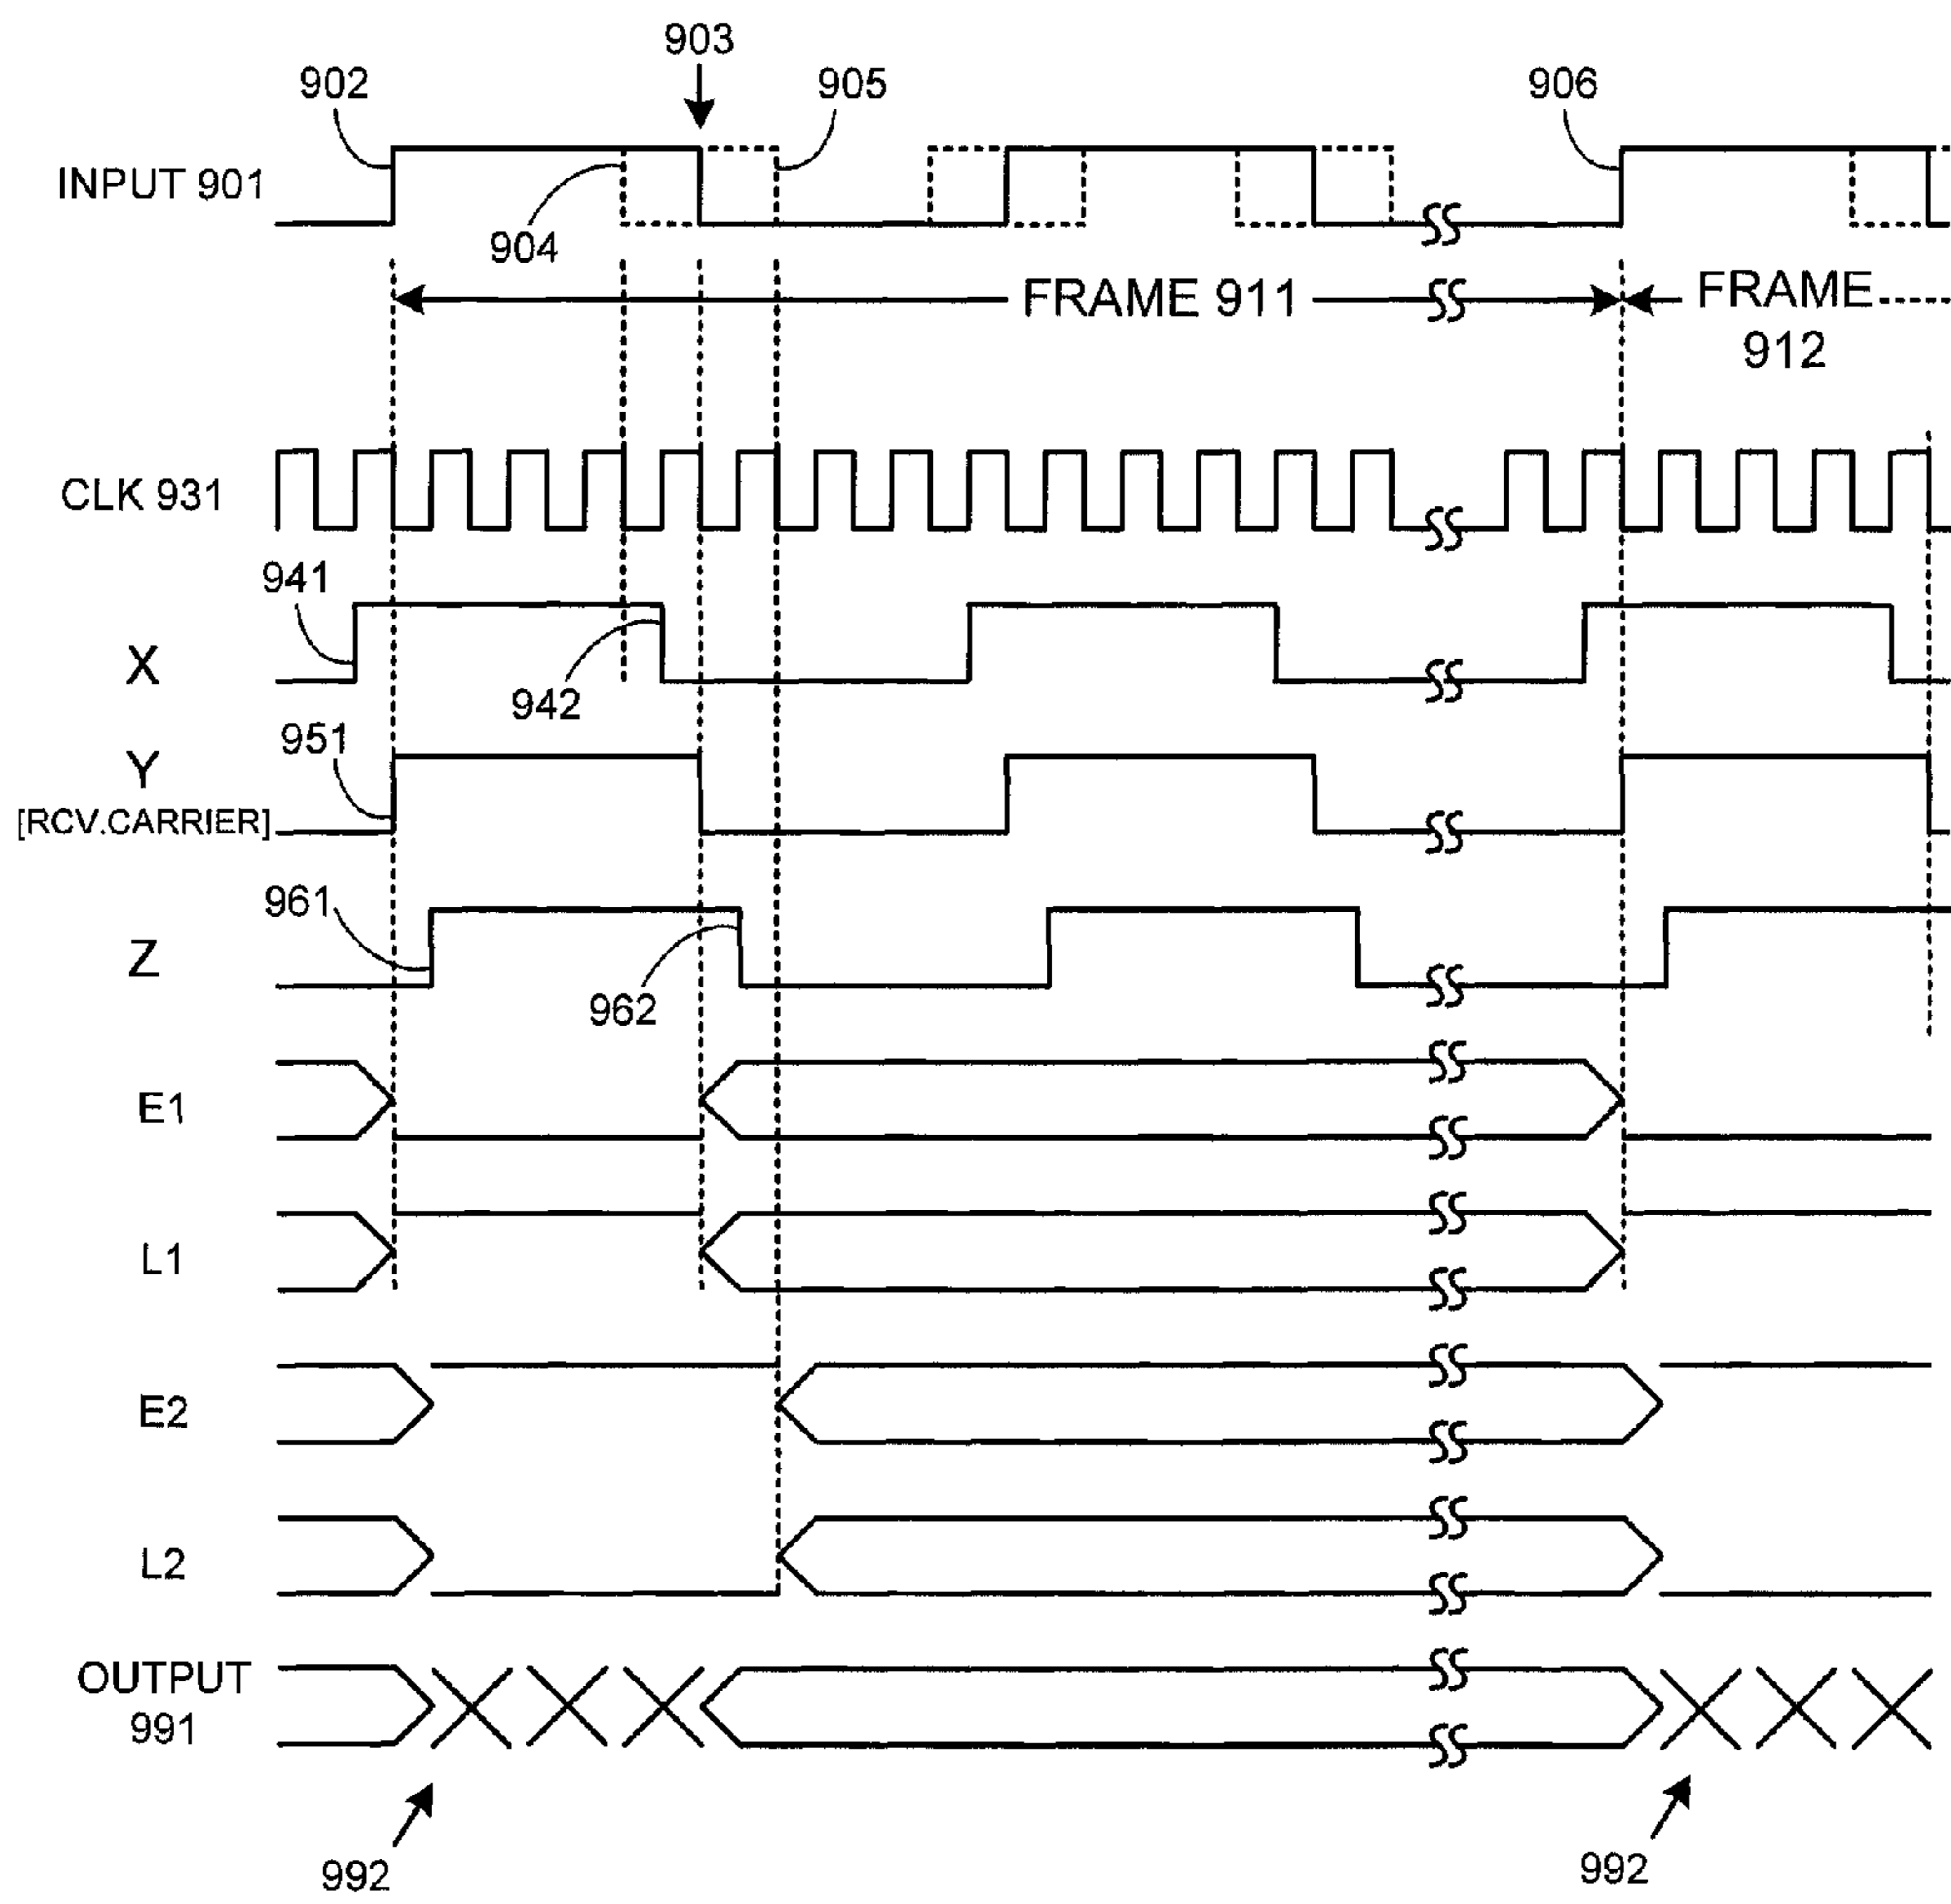 903
902
905
906
INPUT 901
904
FRAME 911
FRAME
912
CLK 931
941
X
942
951
Y
[RCV.CARRIER]
961
Z
962
E1
L1
E2
L2
OUTPUT
991
992
992